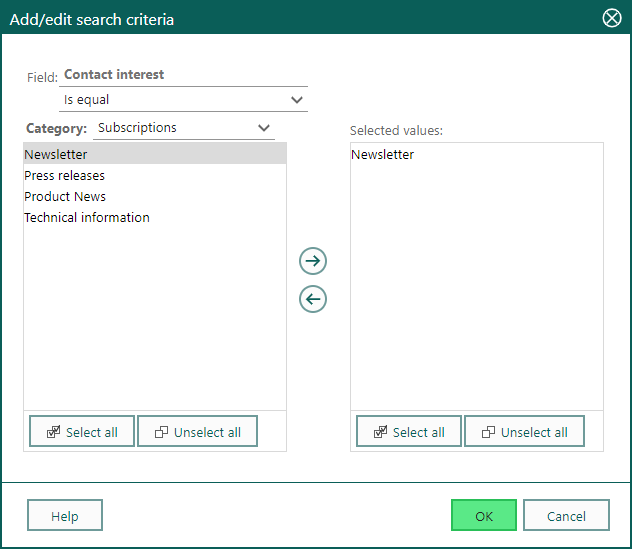 Add/edit search criteria
Field: Contact interest
Is equal
Category: Subscriptions
Newsletter
Press releases
Product News
Technical information
Select all
Unselect all
Selected values:
Newsletter
Select all
Unselect all
Help
OK
Cancel